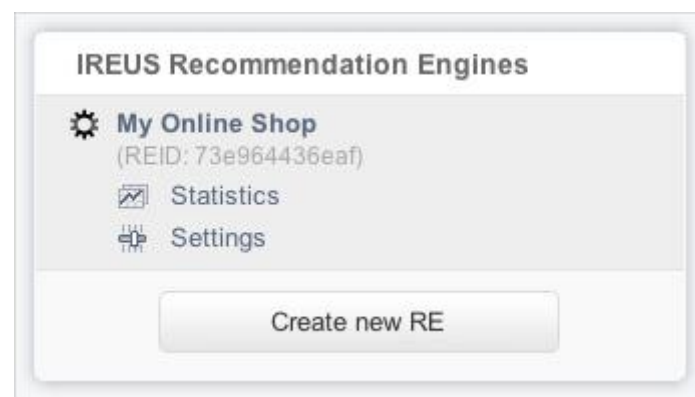 IREUS Recommendation Engines
My Online Shop
(REID: 73e964436eaf)
Statistics
Settings
Create new RE